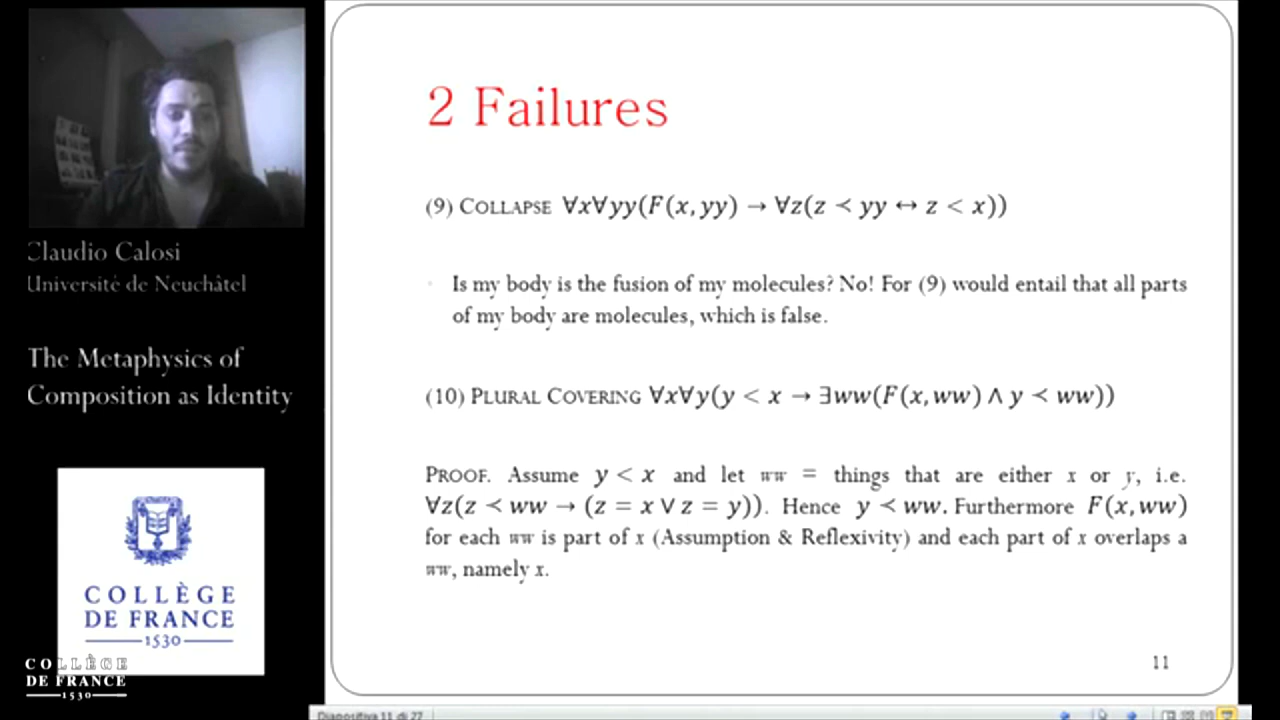 2 Failures
(9) COLLAPSE ∀x∀yy(F(x, yy) → ∀z(z ≺ yy ↔ z < x))
Is my body is the fusion of my molecules? No! For (9) would entail that all parts
of my body are molecules, which is false.
(10) PLURAL COVERING ∀x∀y(y < x → ∃ww(F(x, ww) ∧ y ≺ ww))
PROOF. Assume y < x and let ww = things that are either x or y, i.e.
∀z(z ≺ ww → (z = x ∨ z = y)). Hence y ≺ ww. Furthermore F(x, ww)
for each ww is part of x (Assumption & Reflexivity) and each part of x overlaps a
ww, namely x.
11
Claudio Calosi
Université de Neuchâtel
The Metaphysics of
Composition as Identity
COLLÈGE
DE FRANCE
1530
COLLÈGE
DE FRANCE
1530
Diapositiva 11 di 27